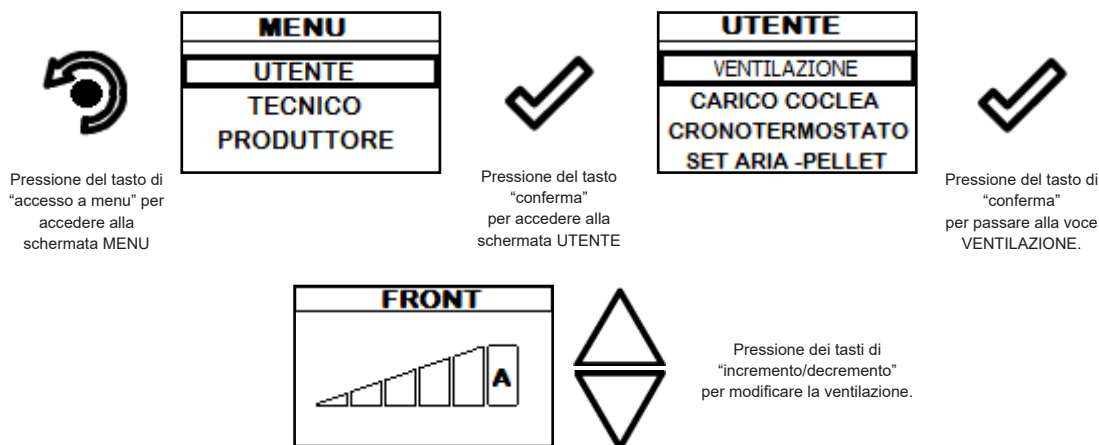 MENU
UTENTE
TECNICO
PRODUTTORE
Pressione del tasto di
“accesso a menu” per
accedere alla
schermata MENU
Pressione del tasto
“conferma”
per accedere alla
schermata UTENTE
UTENTE
VENTILAZIONE
CARICO COCLEA
CRONOTERMOSTATO
SET ARIA -PELLET
Pressione del tasto di
“conferma”
per passare alla voce
VENTILAZIONE.
FRONT
A
Pressione dei tasti di
“incremento/decremento”
per modificare la ventilazione.